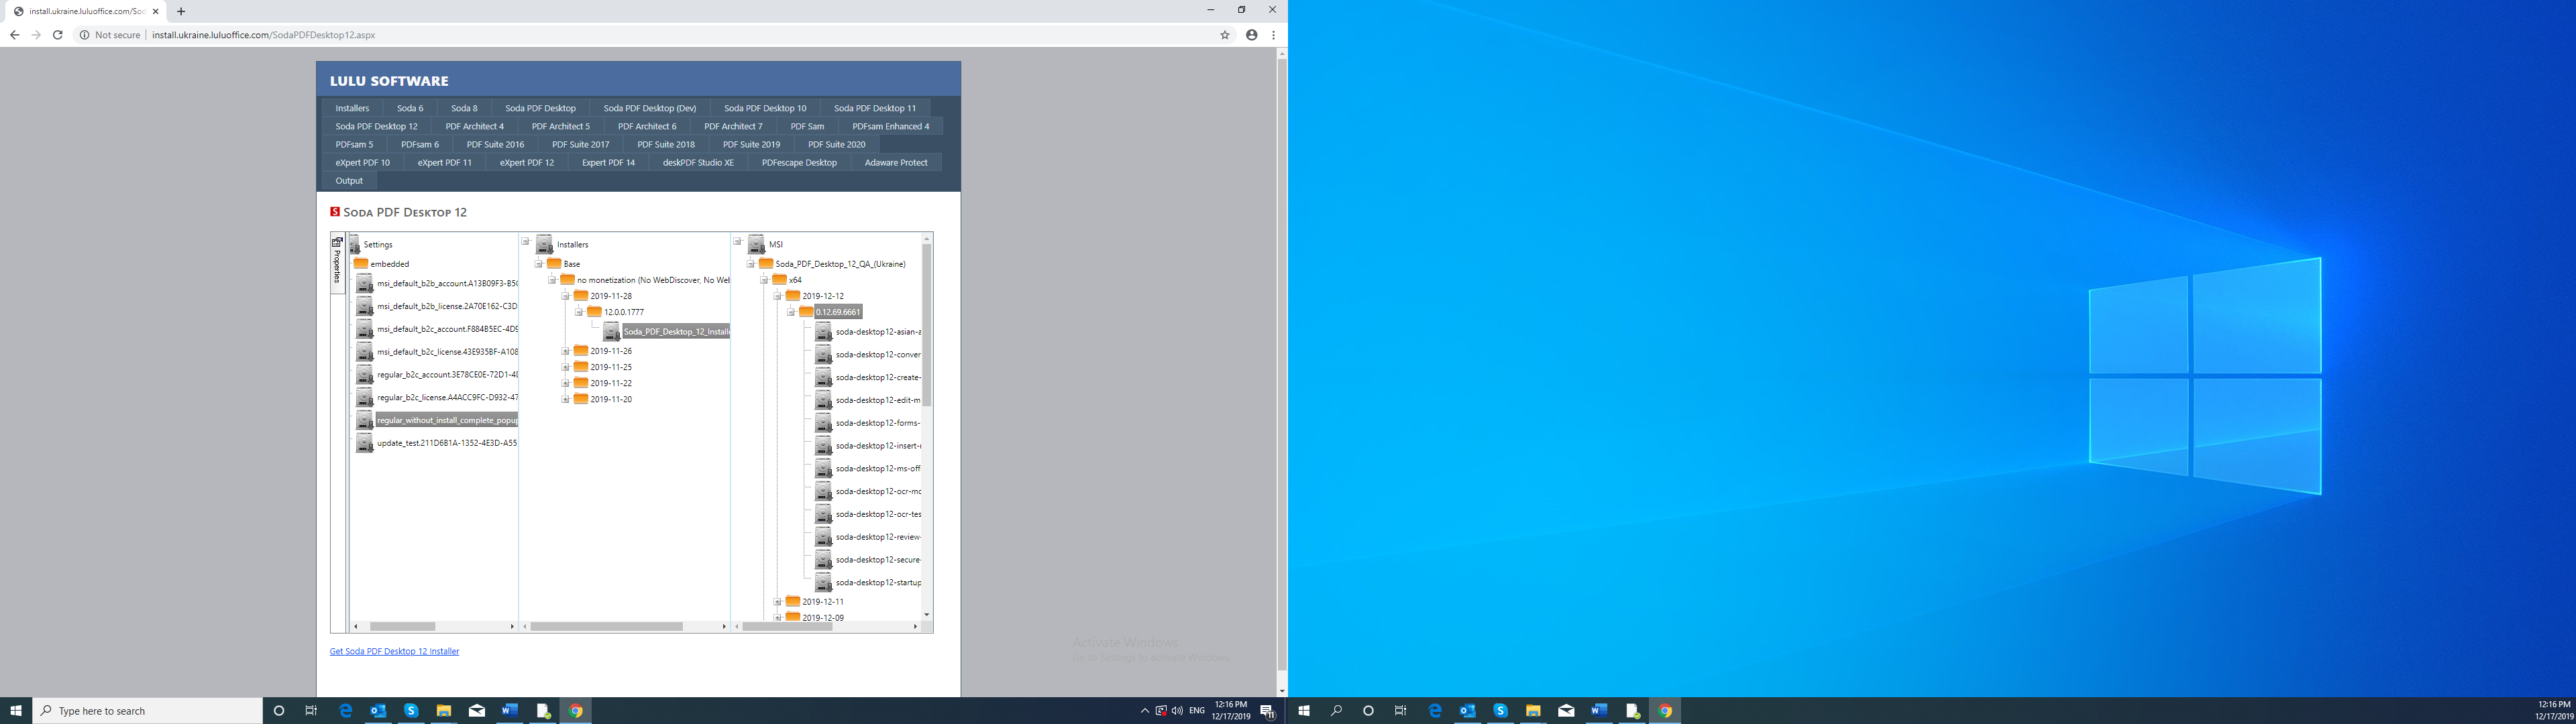 install.ukraine.luluoffice.com/Sod
Not secure | install.ukraine.luluoffice.com/SodaPDFDesktop12.aspx
LULU SOFTWARE
Installers Soda 6 Soda 8 Soda PDF Desktop Soda PDF Desktop (Dev) Soda PDF Desktop 10 Soda PDF Desktop 11
Soda PDF Desktop 12 PDF Architect 4 PDF Architect 5 PDF Architect 6 PDF Architect 7 PDF Sam PDFsam Enhanced 4
PDFsam 5 PDFsam 6 PDF Suite 2016 PDF Suite 2017 PDF Suite 2018 PDF Suite 2019 PDF Suite 2020
eXpert PDF 10 eXpert PDF 11 eXpert PDF 12 Expert PDF 14 deskPDF Studio XE PDFescape Desktop Adaware Protect
Output
Soda PDF Desktop 12
Properties
Settings
embedded
msi_default_b2b_account.A13B09F3-B5
msi_default_b2b_license.2A70E162-C3D
msi_default_b2c_account.F884B5EC-4D
msi_default_b2c_license.43E935BF-A10
regular_b2c_account.3E78CE0E-72D1-4
regular_b2c_license.A4ACC9FC-D932-47
regular_without_install_complete_popup
update_test.211D6B1A-1352-4E3D-A55
Installers
Base
no monetization (No WebDiscover, No Wel
2019-11-28
12.0.0.1777
Soda_PDF_Desktop_12_Install
2019-11-26
2019-11-25
2019-11-22
2019-11-20
MSI
Soda_PDF_Desktop_12_QA_(Ukraine)
x64
2019-12-12
0.12.69.6661
soda-desktop12-asian-a
soda-desktop12-conver
soda-desktop12-create-
soda-desktop12-edit-m
soda-desktop12-forms-
soda-desktop12-insert-
soda-desktop12-ms-off
soda-desktop12-ocr-mo
soda-desktop12-ocr-tes
soda-desktop12-review-
soda-desktop12-secure-
soda-desktop12-startup
2019-12-11
2019-12-09
Get Soda PDF Desktop 12 Installer
Activate Windows
Go to Settings to activate Windows.
Type here to search
ENG
12:16 PM
12/17/2019
11
12:16 PM
12/17/2019